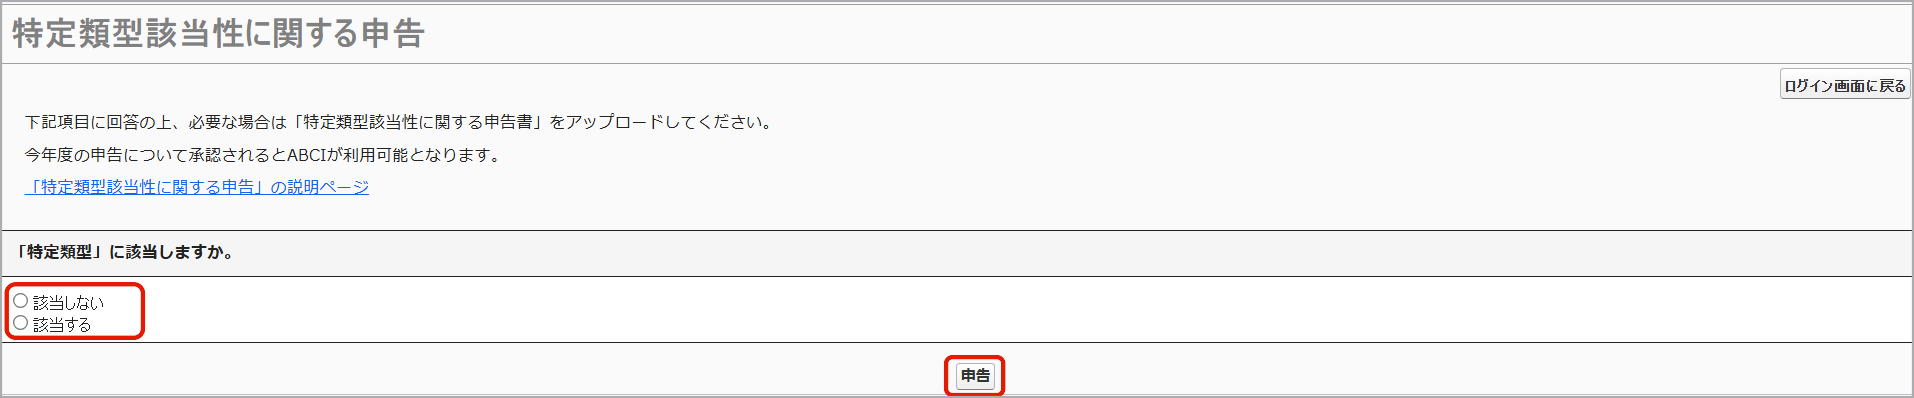 特定類型該当性に関する申告
ログイン画面に戻る
下記項目に回答の上、必要な場合は「特定類型該当性に関する申告書」をアップロードしてください。
今年度の申告について承認されるとABCIが利用可能となります。
「特定類型該当性に関する申告」の説明ページ
「特定類型」に該当しますか。
該当しない
該当する
申告